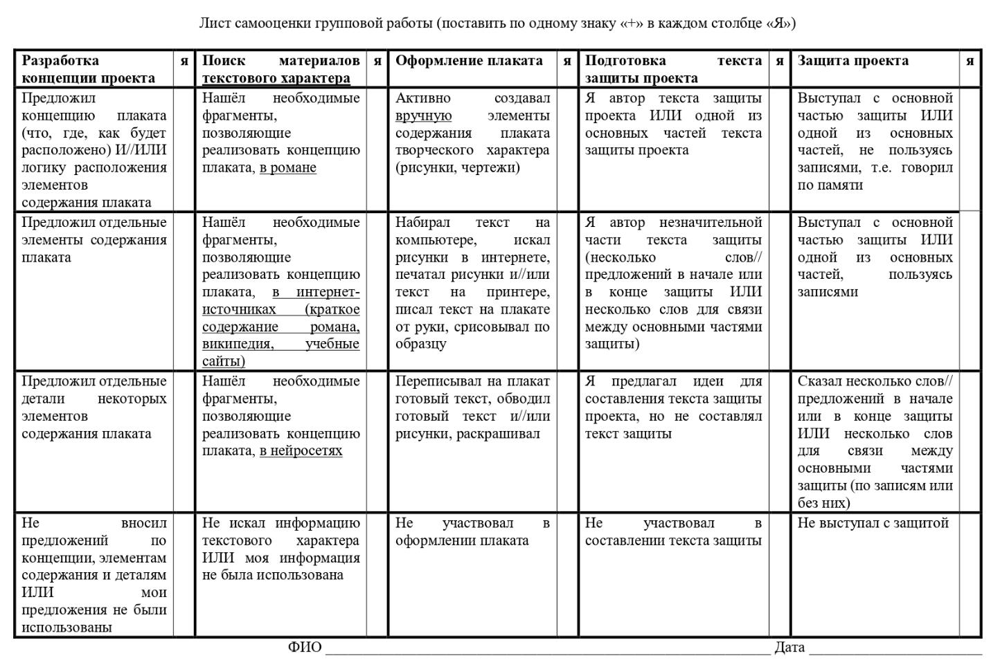 Лист самооценки групповой работы (поставить по одному знаку «+» в каждом столбце «Я»)
Разработка
концепции проекта
я
Поиск материалов
текстового характера
я
Оформление плаката
я
Подготовка текста
защиты проекта
я
Защита проекта
я
Предложил
концепцию плаката
(что, где, как будет
расположено) И//ИЛИ
логику расположения
элементов
содержания плаката
Нашёл необходимые
фрагменты,
позволяющие
реализовать концепцию
плаката, в романе
Активно создавал
вручную элементы
содержания плаката
творческого характера
(рисунки, чертежи)
Я автор текста защиты
проекта ИЛИ одной из
основных частей текста
защиты проекта
Выступал с основной
частью защиты ИЛИ
одной из основных
частей, не пользуясь
записями, т.е. говорил
по памяти
Предложил отдельные
элементы содержания
плаката
Нашёл необходимые
фрагменты,
позволяющие
реализовать концепцию
плаката, в интернет-
источниках (краткое
содержание романа,
википедия, учебные
сайты)
Набирал текст на
компьютере, искал
рисунки в интернете,
печатал рисунки и//или
текст на принтере,
писал текст на плакате
от руки, срисовывал по
образцу
Я автор незначительной
части текста защиты
(несколько слов//
предложений в начале или
в конце защиты ИЛИ
несколько слов для связи
между основными частями
защиты)
Выступал с основной
частью защиты ИЛИ
одной из основных
частей, пользуясь
записями
Предложил отдельные
детали некоторых
элементов
содержания плаката
Нашёл необходимые
фрагменты,
позволяющие
реализовать концепцию
плаката, в нейросетях
Переписывал на плакат
готовый текст, обводил
готовый текст и//или
рисунки, раскрашивал
Я предлагал идеи для
составления текста защиты
проекта, но не составлял
текст защиты
Сказал несколько слов//
предложений в начале
или в конце защиты
ИЛИ несколько слов
для связи между
основными частями
защиты (по записям или
без них)
Не вносил
предложений по
концепции, элементам
содержания и деталям
ИЛИ мои
предложения не были
использованы
Не искал информацию
текстового характера
ИЛИ моя информация
не была использована
Не участвовал в
оформлении плаката
Не участвовал в
составлении текста защиты
Не выступал с защитой
ФИО ____________________ Дата ____________________